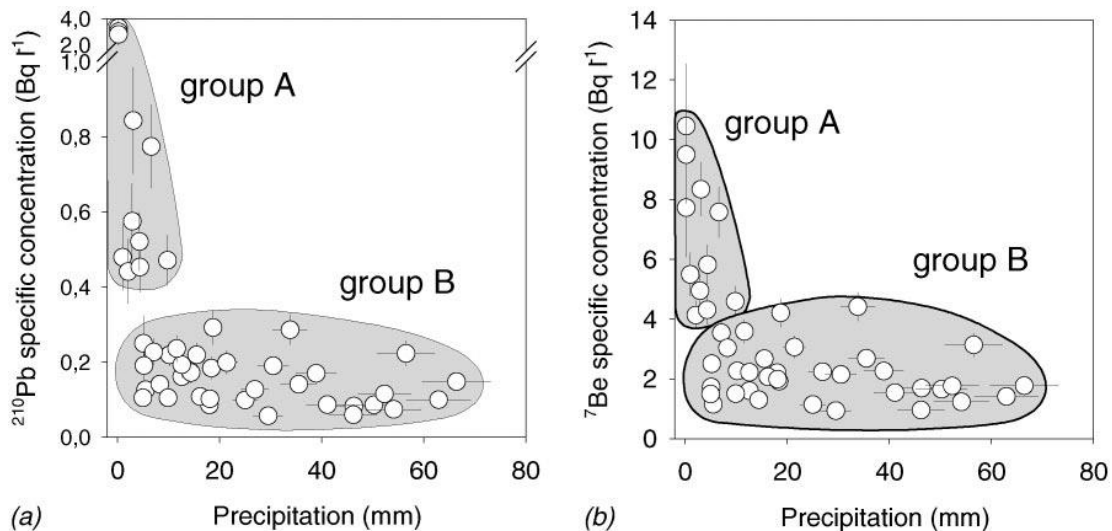 4,0
2,0
1,0
0,8
0,6
0,4
0,2
0,0
²¹⁰Pb specific concentration (Bq l⁻¹)
group A
group B
0 20 40 60 80
(a) Precipitation (mm)
14
12
10
8
6
4
2
0
⁷Be specific concentration (Bq l⁻¹)
group A
group B
0 20 40 60 80
(b) Precipitation (mm)